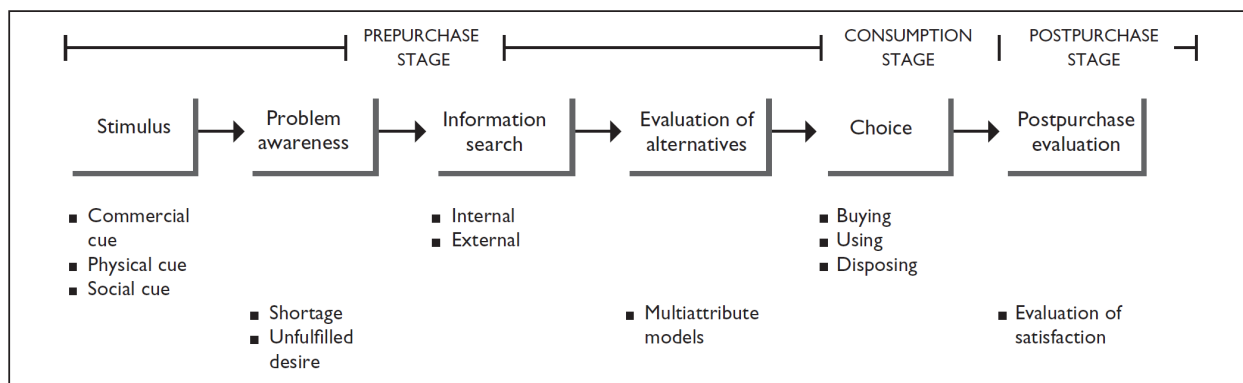 PREPURCHASE
STAGE
CONSUMPTION
STAGE
POSTPURCHASE
STAGE
Stimulus
Problem
awareness
Information
search
Evaluation of
alternatives
Choice
Postpurchase
evaluation
▪ Commercial
cue
▪ Physical cue
▪ Social cue
▪ Shortage
▪ Unfulfilled
desire
▪ Internal
▪ External
▪ Multiattribute
models
▪ Buying
▪ Using
▪ Disposing
▪ Evaluation of
satisfaction